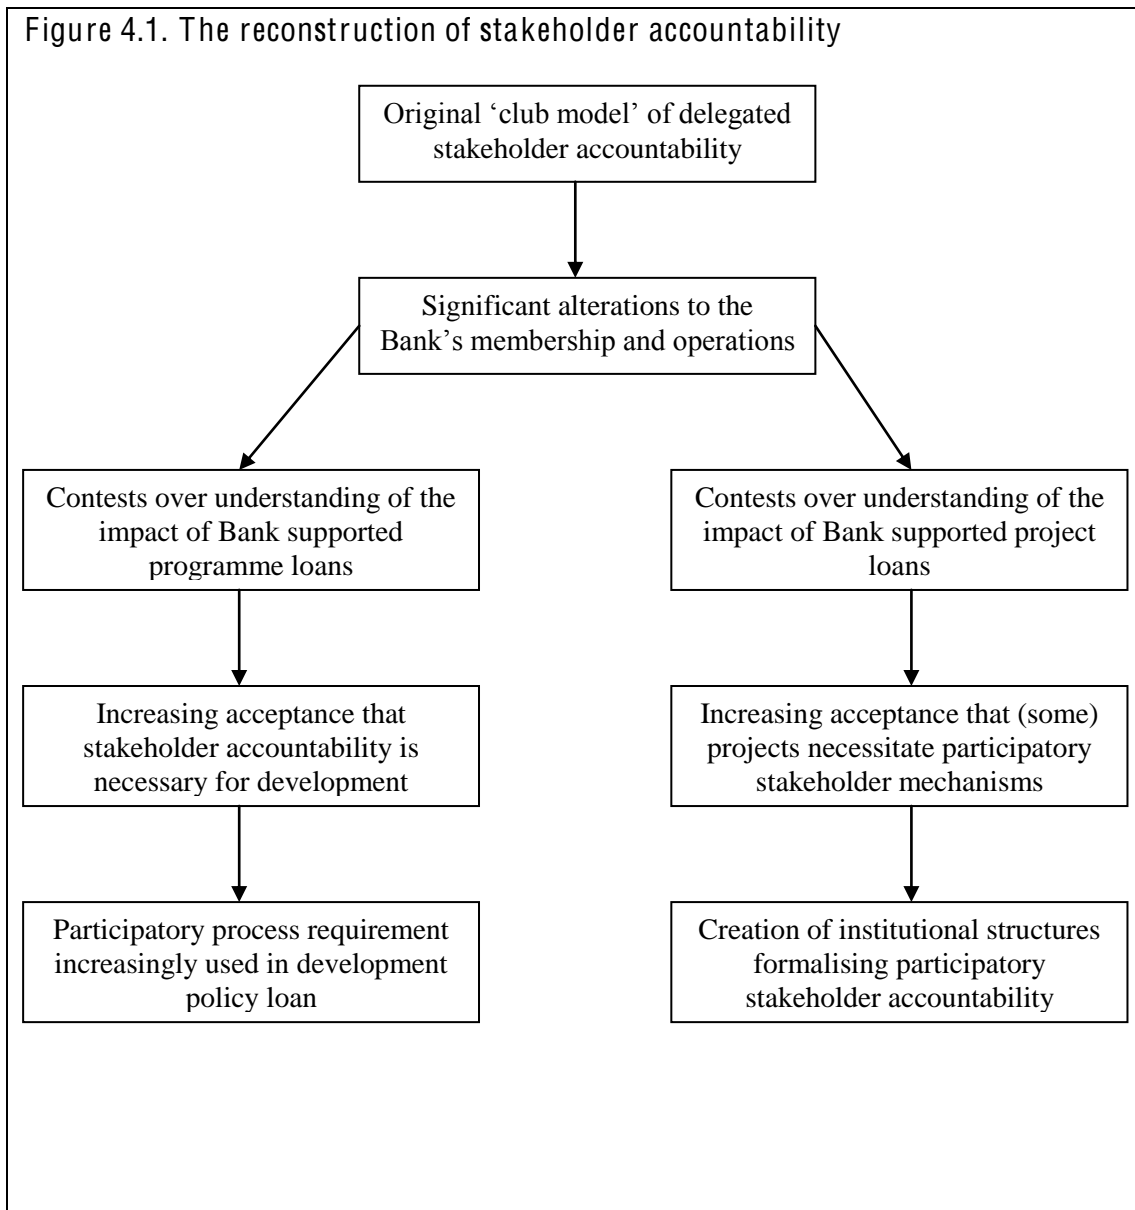 Figure 4.1. The reconstruction of stakeholder accountability
Original ‘club model’ of delegated
stakeholder accountability
Significant alterations to the
Bank’s membership and operations
Contests over understanding of the
impact of Bank supported
programme loans
Contests over understanding of the
impact of Bank supported project
loans
Increasing acceptance that
stakeholder accountability is
necessary for development
Increasing acceptance that (some)
projects necessitate participatory
stakeholder mechanisms
Participatory process requirement
increasingly used in development
policy loan
Creation of institutional structures
formalising participatory
stakeholder accountability